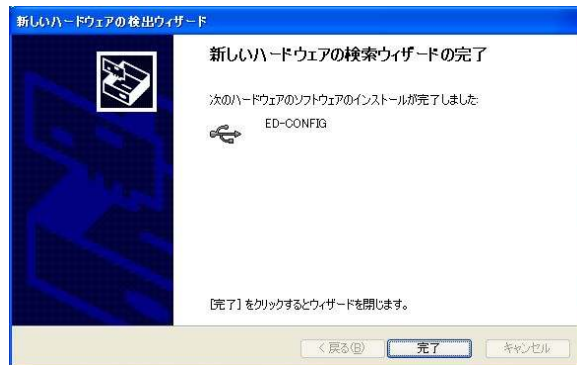 新しいハードウェアの検出ウィザード
新しいハードウェアの検索ウィザードの完了
次のハードウェアのソフトウェアのインストールが完了しました:
ED-CONFIG
[完了] をクリックするとウィザードを閉じます。
< 戻る(B) 完了 キャンセル